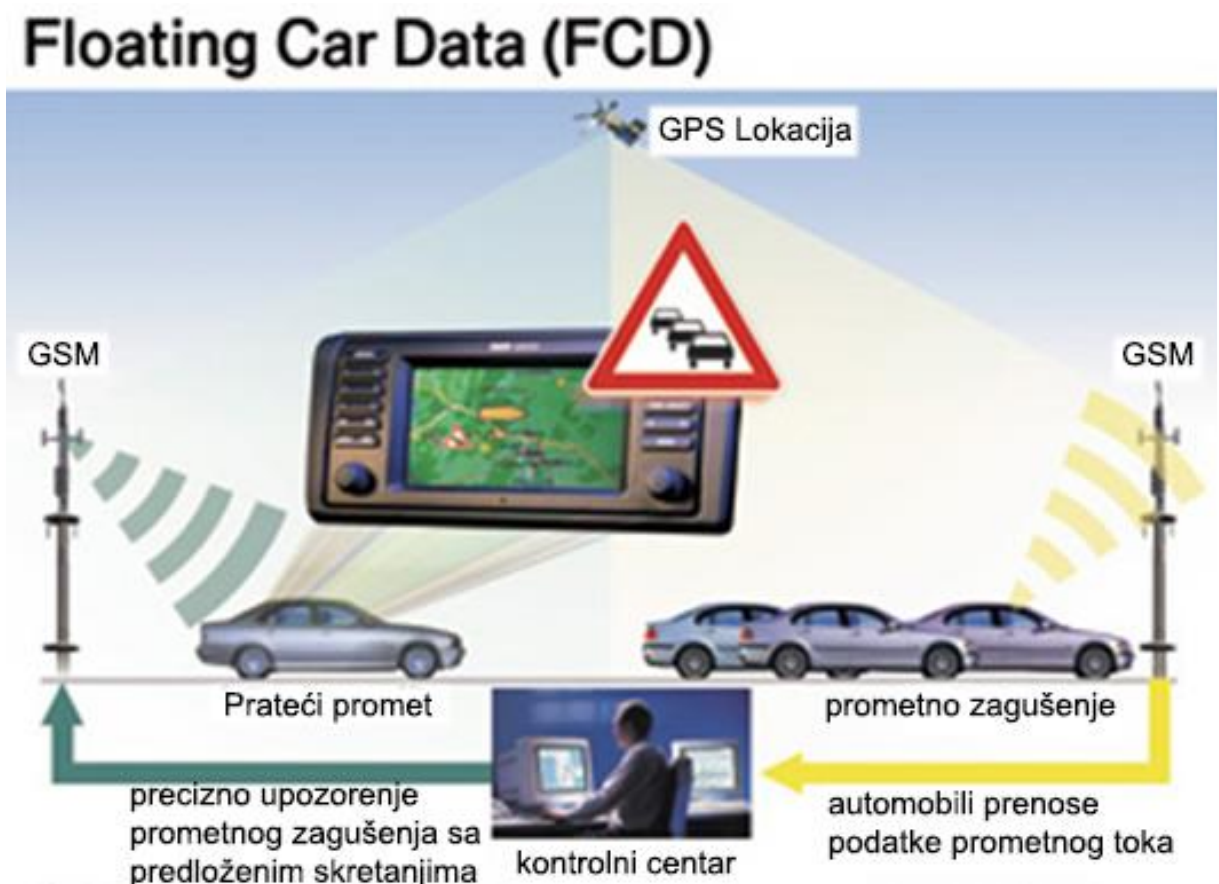 Floating Car Data (FCD)
GPS Lokacija
GSM
GSM
Prateći promet
prometno zagušenje
precizno upozorenje
prometnog zagušenja sa
predloženim skretanjima
kontrolni centar
automobili prenose
podatke prometnog toka